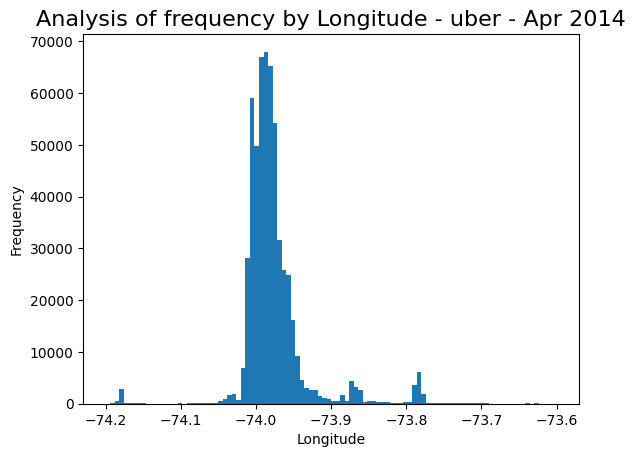 Analysis of frequency by Longitude - uber - Apr 2014
70000
60000
50000
40000
30000
20000
10000
0
Frequency
−74.2 −74.1 −74.0 −73.9 −73.8 −73.7 −73.6
Longitude